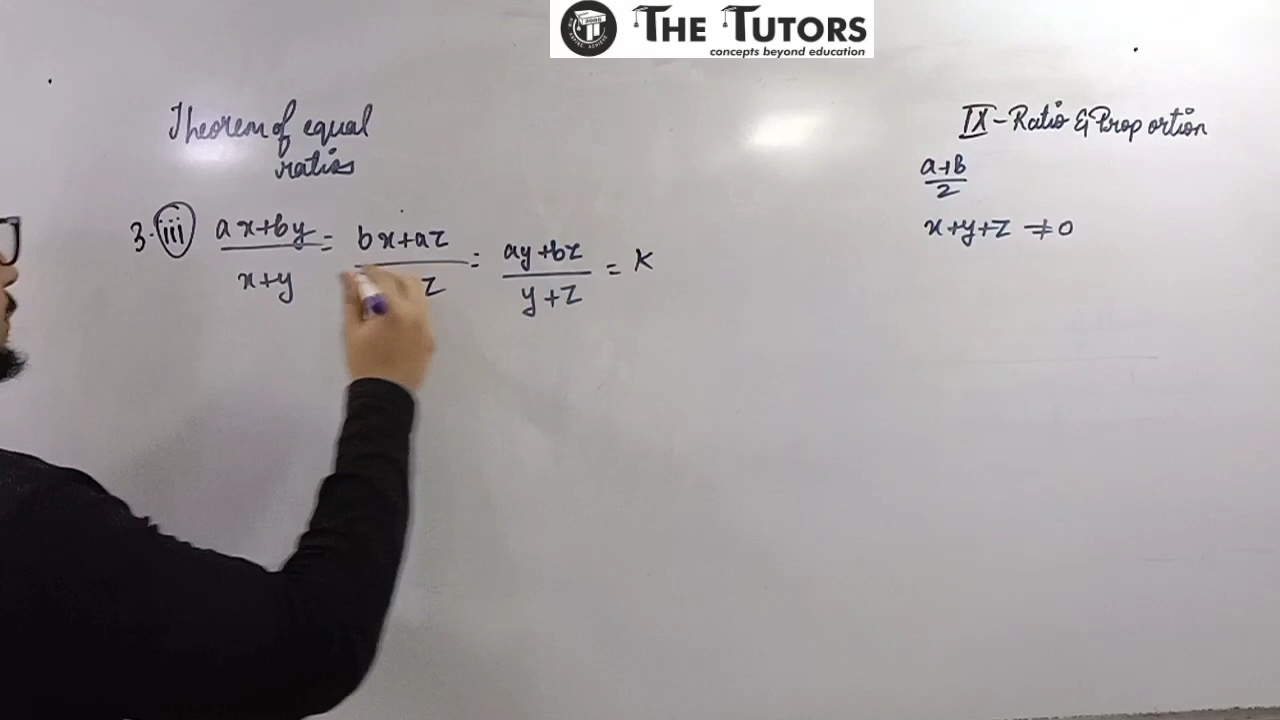 THE TUTORS
concepts beyond education
Theorem of equal
ratios
IX - Ratio & Proportion
a+b
2
x+y+z ≠ 0
3. iii ax+by = bx+az = ay+bz = K
x+y z y+z